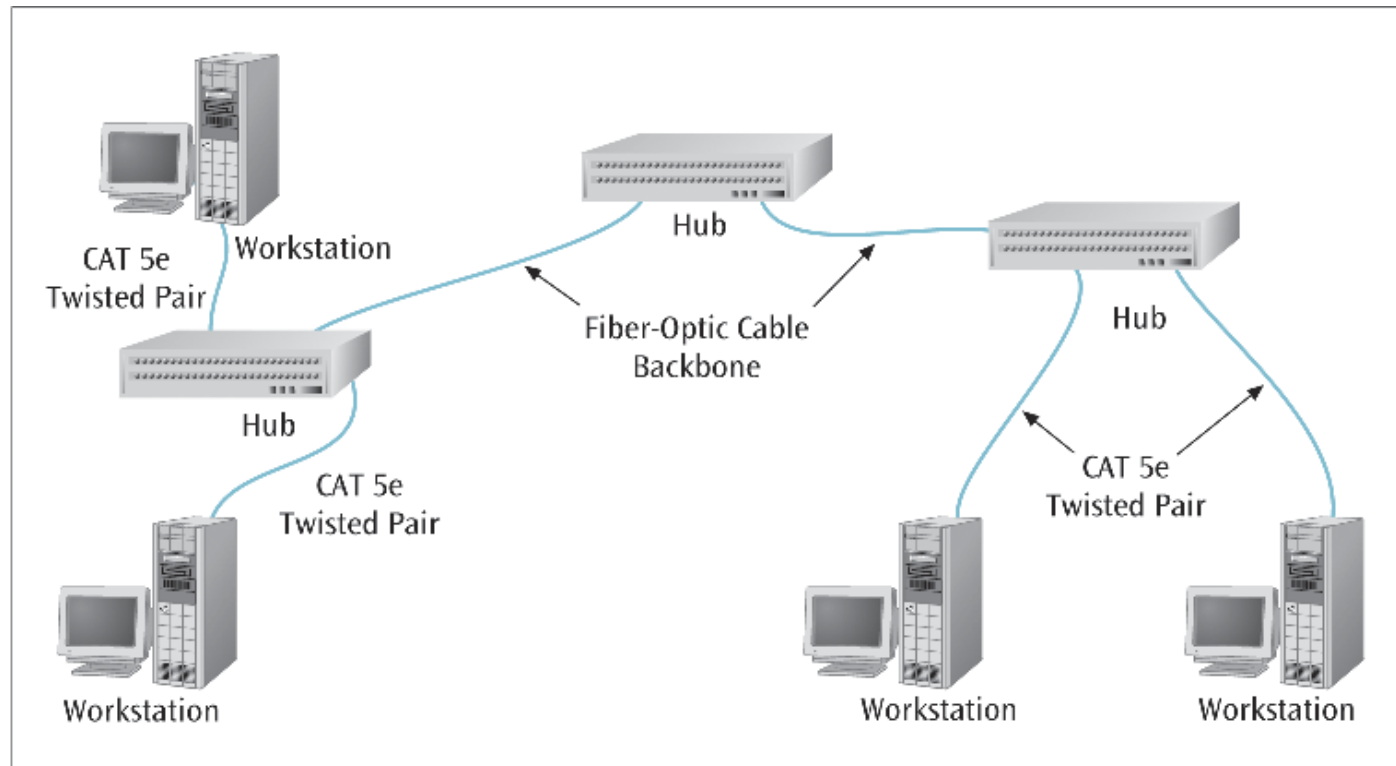 Workstation
CAT 5e
Twisted Pair
Hub
Hub
Fiber-Optic Cable
Backbone
Hub
CAT 5e
Twisted Pair
CAT 5e
Twisted Pair
Workstation
Workstation
Workstation